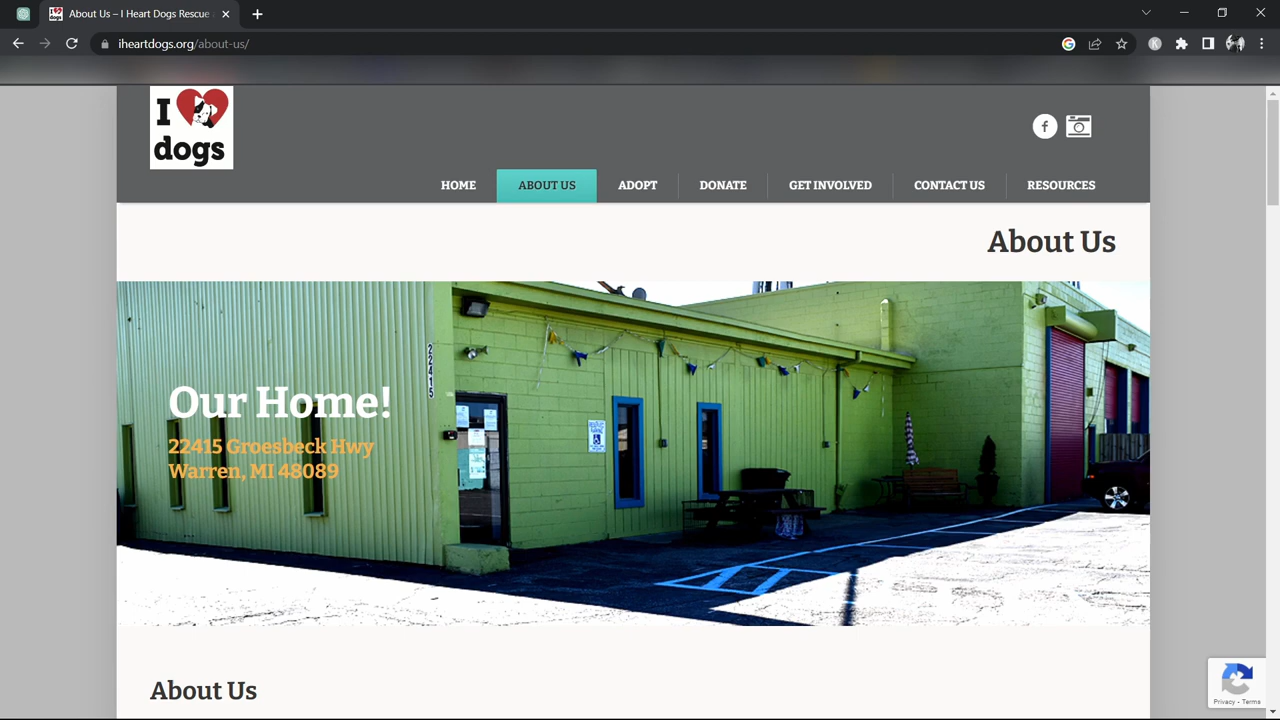 About Us – I Heart Dogs Rescue
iheartdogs.org/about-us/
I
dogs
f
HOME
ABOUT US
ADOPT
DONATE
GET INVOLVED
CONTACT US
RESOURCES
About Us
22415
Our Home!
22415 Groesbeck Hwy
Warren, MI 48089
About Us
Privacy - Terms